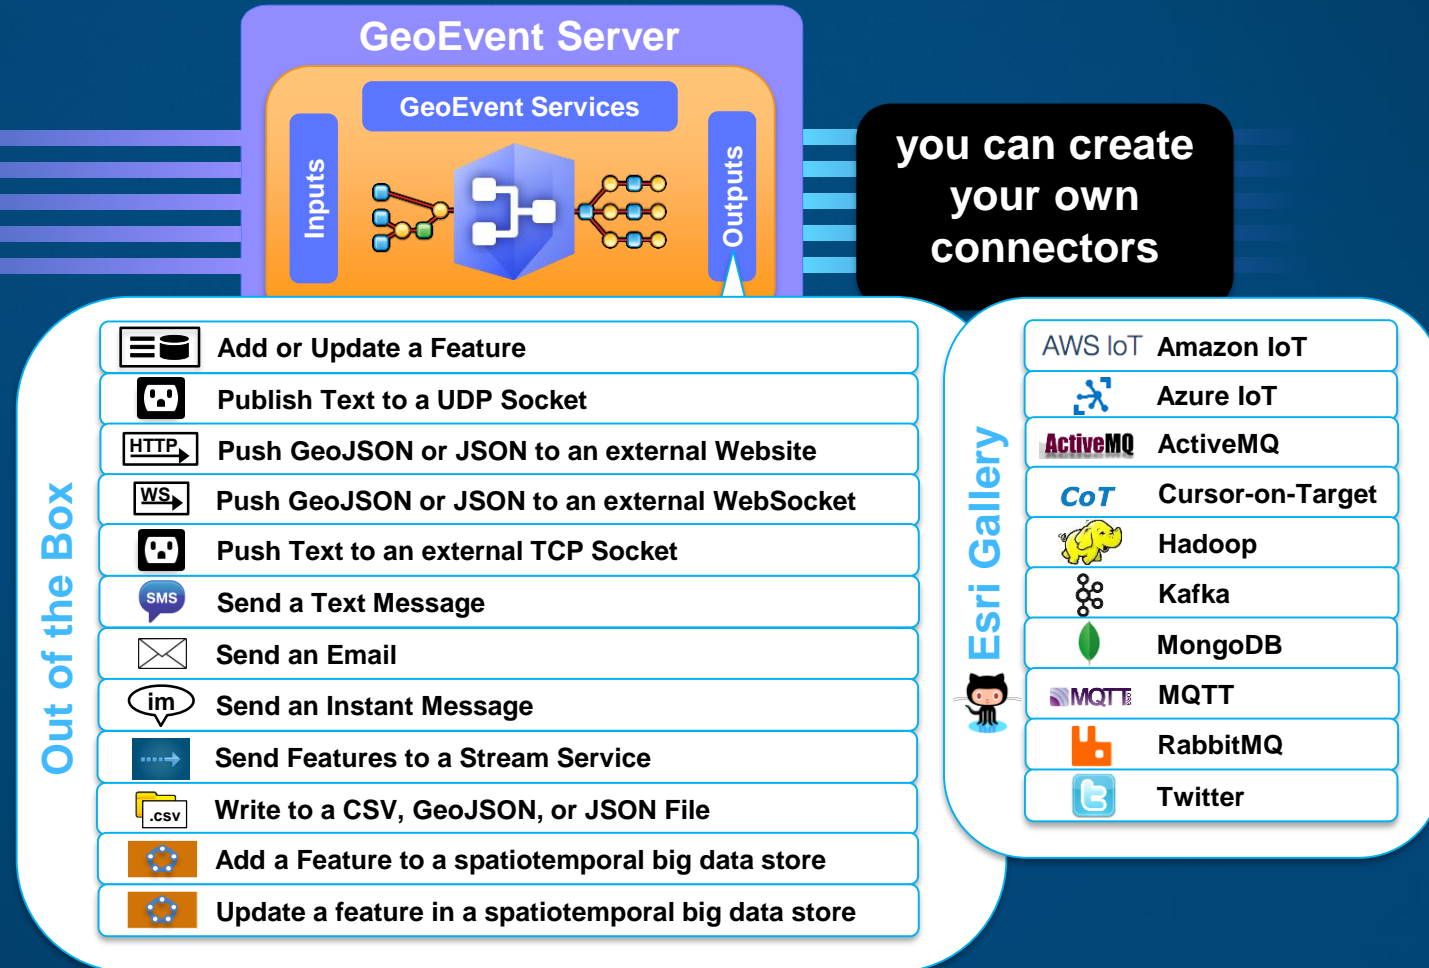 GeoEvent Server
GeoEvent Services
Inputs
Outputs
you can create
your own
connectors
Out of the Box
Add or Update a Feature
Publish Text to a UDP Socket
HTTP
Push GeoJSON or JSON to an external Website
WS
Push GeoJSON or JSON to an external WebSocket
Push Text to an external TCP Socket
SMS
Send a Text Message
Send an Email
im
Send an Instant Message
Send Features to a Stream Service
.csv
Write to a CSV, GeoJSON, or JSON File
Add a Feature to a spatiotemporal big data store
Update a feature in a spatiotemporal big data store
Esri Gallery
AWS IoT Amazon IoT
Azure IoT
ActiveMQ ActiveMQ
CoT Cursor-on-Target
Hadoop
Kafka
MongoDB
MQTT MQTT
RabbitMQ
Twitter